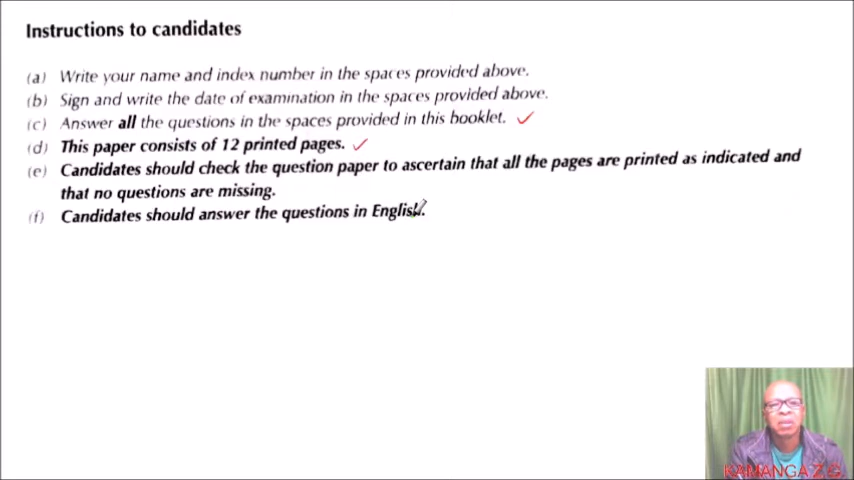 Instructions to candidates
(a) Write your name and index number in the spaces provided above.
(b) Sign and write the date of examination in the spaces provided above.
(c) Answer all the questions in the spaces provided in this booklet.
(d) This paper consists of 12 printed pages.
(e) Candidates should check the question paper to ascertain that all the pages are printed as indicated and
that no questions are missing.
(f) Candidates should answer the questions in English.
KAMANGA Z.G.